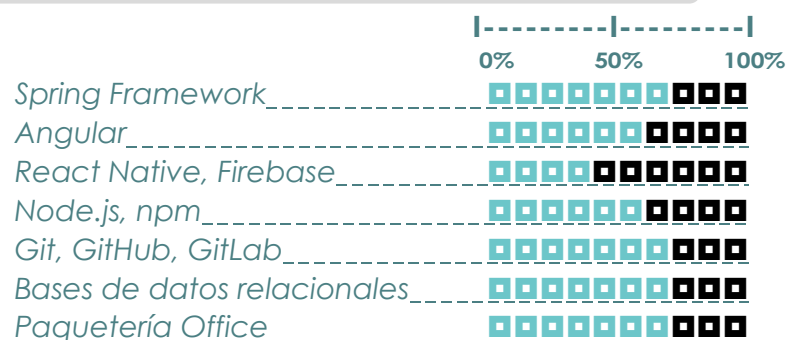 0% 50% 100%
Spring Framework
Angular
React Native, Firebase
Node.js, npm
Git, GitHub, GitLab
Bases de datos relacionales
Paquetería Office